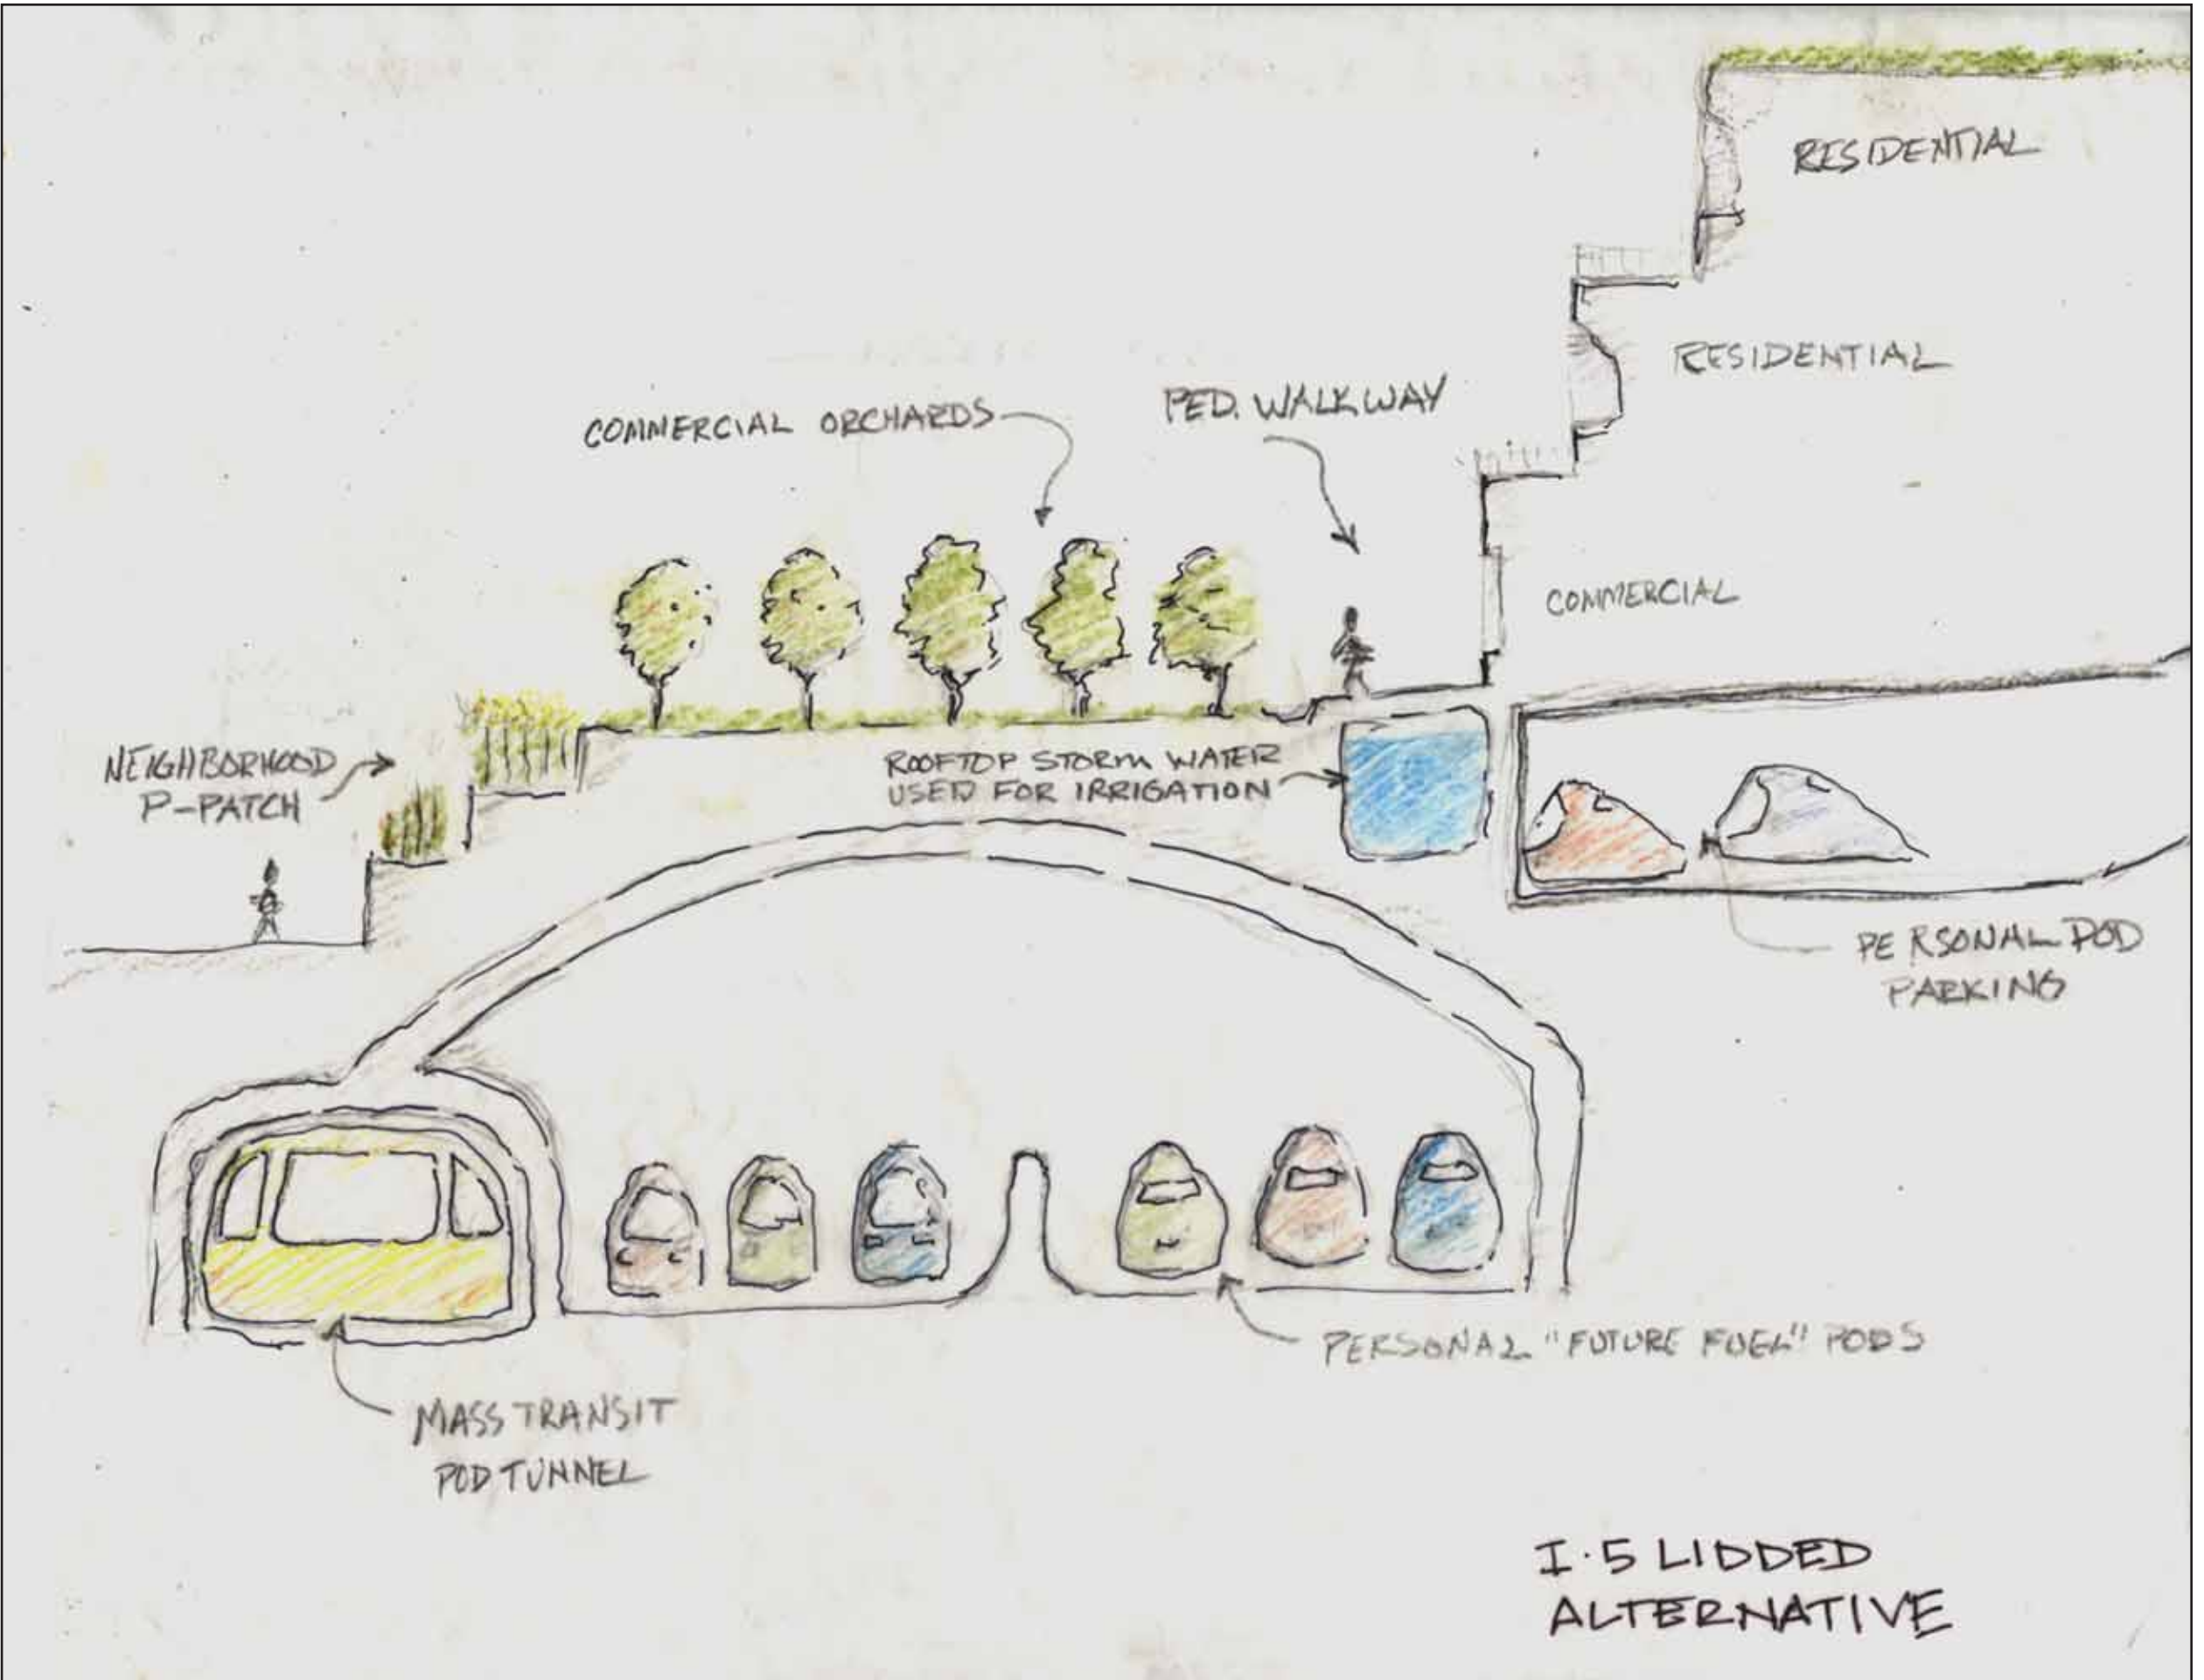 RESIDENTIAL
RESIDENTIAL
COMMERCIAL ORCHARDS
PED. WALKWAY
COMMERCIAL
NEIGHBORHOOD
P-PATCH
ROOFTOP STORM WATER
USED FOR IRRIGATION
PERSONAL POD
PARKING
PERSONAL "FUTURE FUEL" PODS
MASS TRANSIT
POD TUNNEL
I-5 LIDDED
ALTERNATIVE